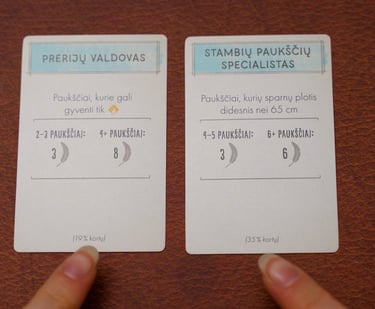 PRERIJŲ VALDOVAS
Paukščiai, kurie gali
gyventi tik
2–3 PAUKŠČIAI: 4+ PAUKŠČIAI:
3 8
(19% kortų)
STAMBIŲ PAUKŠČIŲ
SPECIALISTAS
Paukščiai, kurių sparnų plotis
didesnis nei 65 cm
4–5 PAUKŠČIAI: 6+ PAUKŠČIAI:
3 6
(35% kortų)